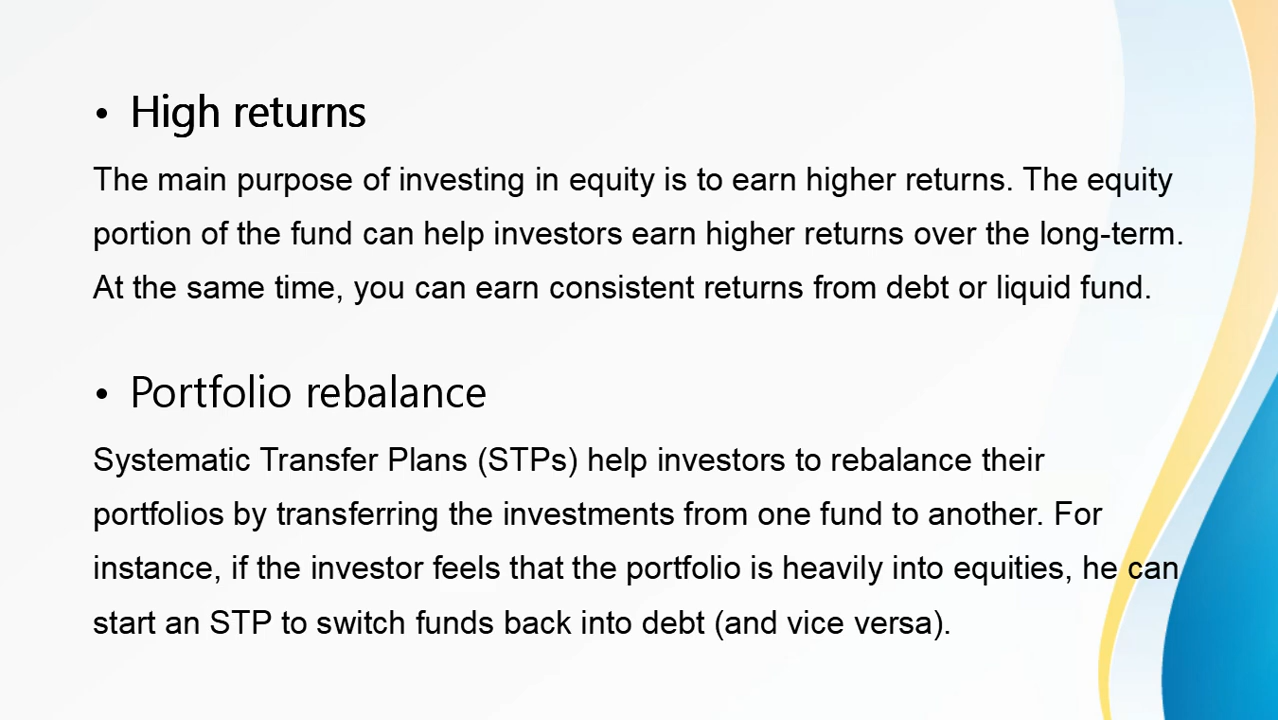 • High returns
The main purpose of investing in equity is to earn higher returns. The equity
portion of the fund can help investors earn higher returns over the long-term.
At the same time, you can earn consistent returns from debt or liquid fund.
• Portfolio rebalance
Systematic Transfer Plans (STPs) help investors to rebalance their
portfolios by transferring the investments from one fund to another. For
instance, if the investor feels that the portfolio is heavily into equities, he can
start an STP to switch funds back into debt (and vice versa).